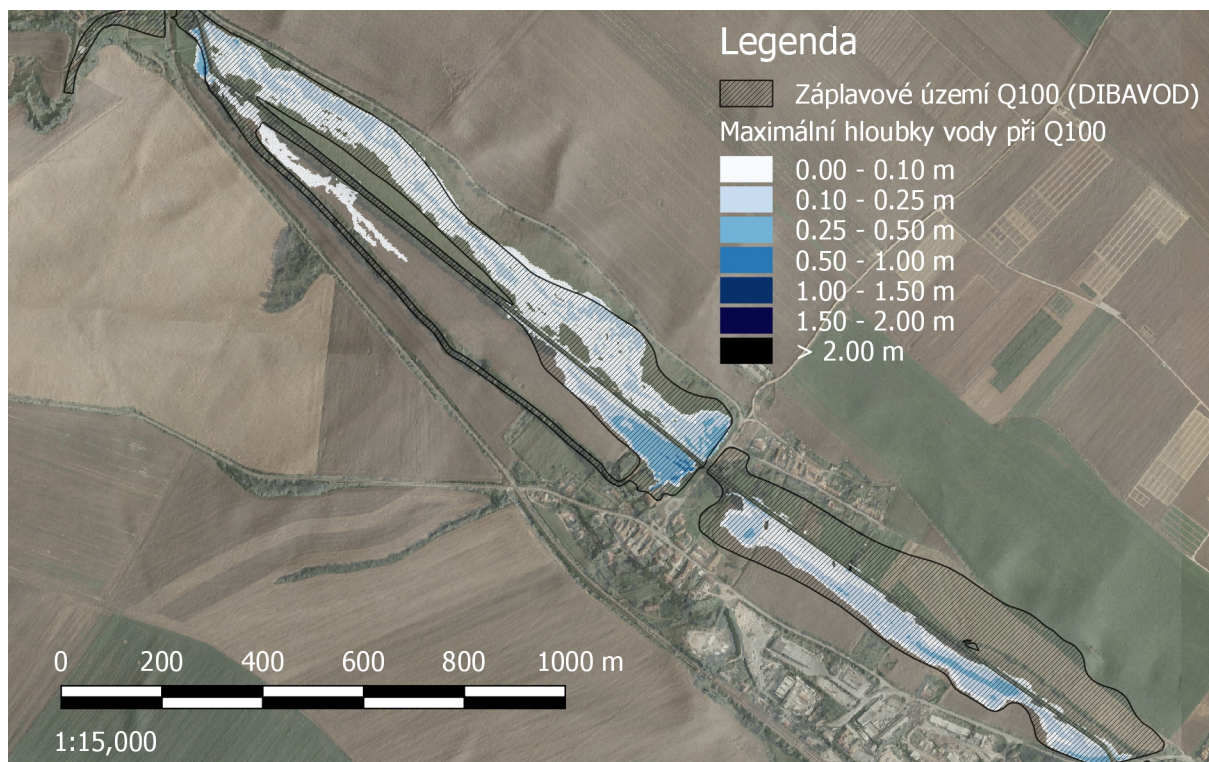 Legenda
Záplavové území Q100 (DIBAVOD)
Maximální hloubky vody při Q100
0.00 - 0.10 m
0.10 - 0.25 m
0.25 - 0.50 m
0.50 - 1.00 m
1.00 - 1.50 m
1.50 - 2.00 m
> 2.00 m
0 200 400 600 800 1000 m
1:15,000